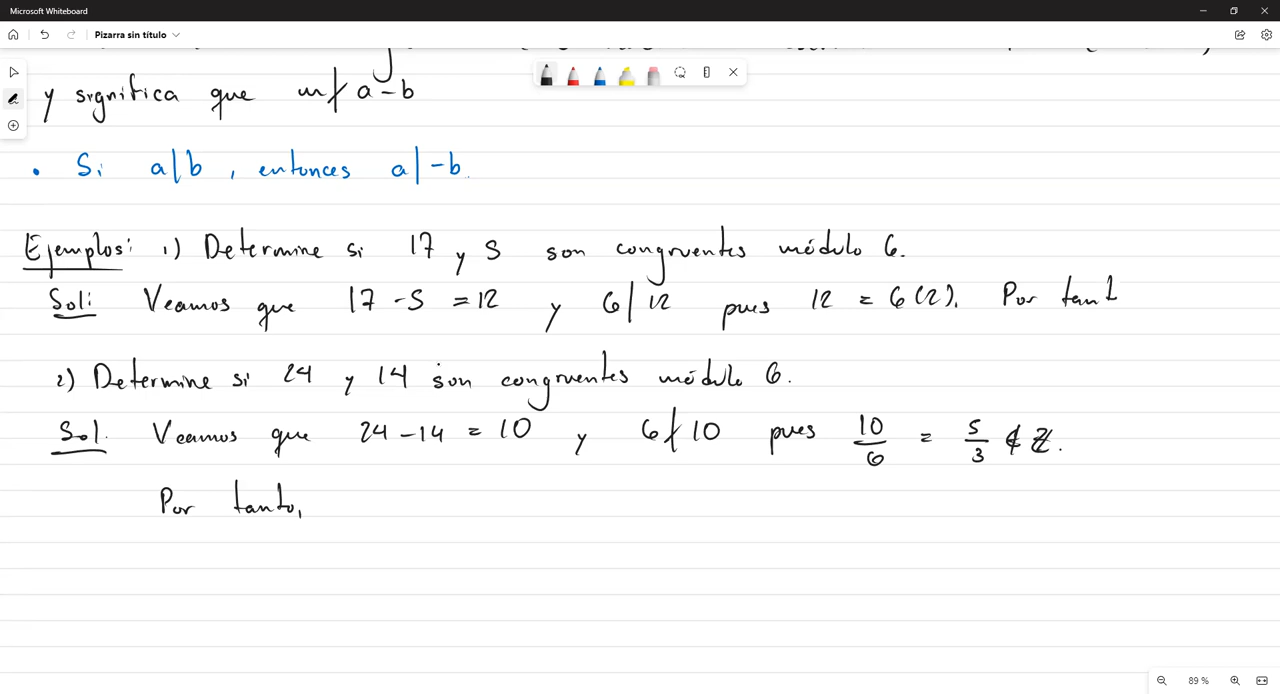 Microsoft Whiteboard
Pizarra sin título
y significa que m∤a-b
• Si a|b, entonces a|-b.
Ejemplos: 1) Determine si 17 y 5 son congruentes módulo 6.
Sol: Veamos que 17-5=12 y 6|12 pues 12 = 6(2). Por tant
2) Determine si 24 y 14 son congruentes módulo 6.
Sol. Veamos que 24-14=10 y 6∤10 pues 10/6 = 5/3 ∉ ℤ.
Por tanto,
89 %